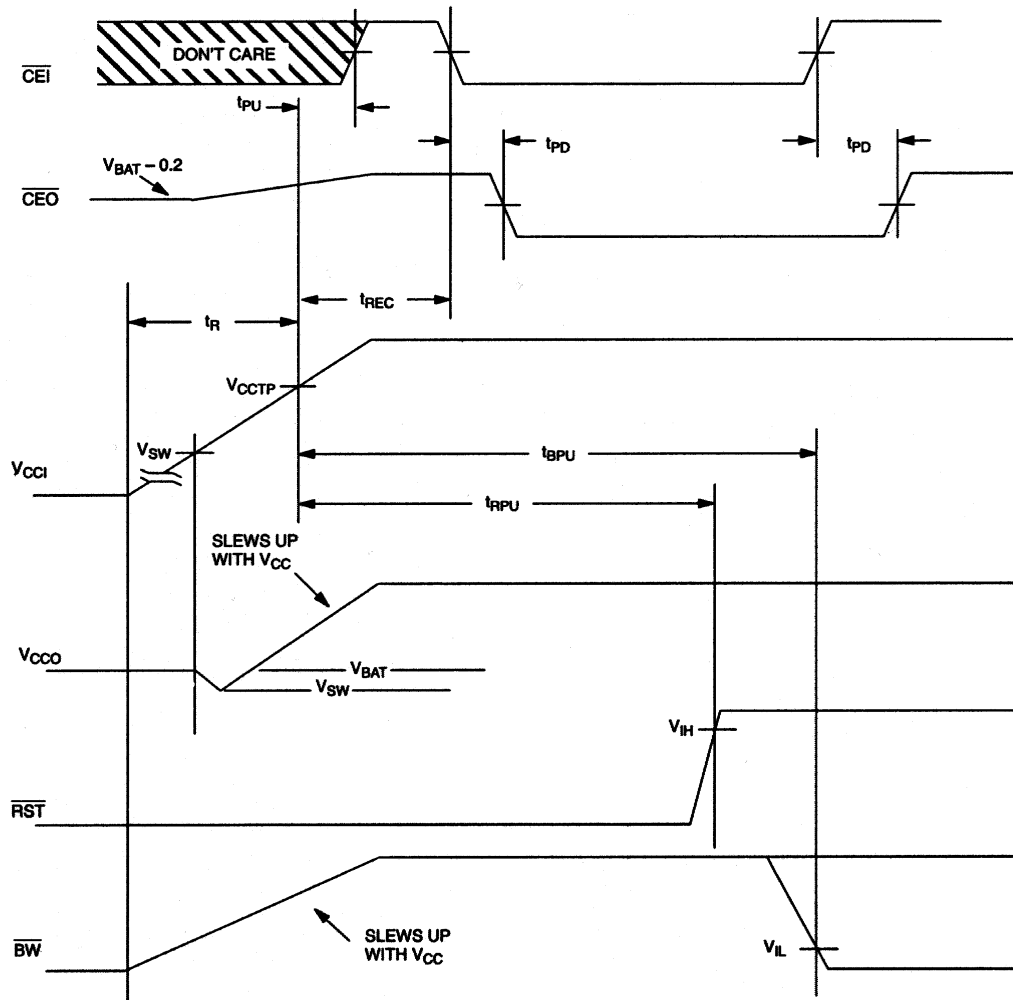 DON'T CARE
CEI
tPU
tPD
tPD
VBAT – 0.2
CEO
tREC
tR
VCCTP
VSW
tBPU
VCCI
tRPU
SLEWS UP
WITH VCC
VCCO
VBAT
VSW
VIH
RST
SLEWS UP
WITH VCC
BW
VIL